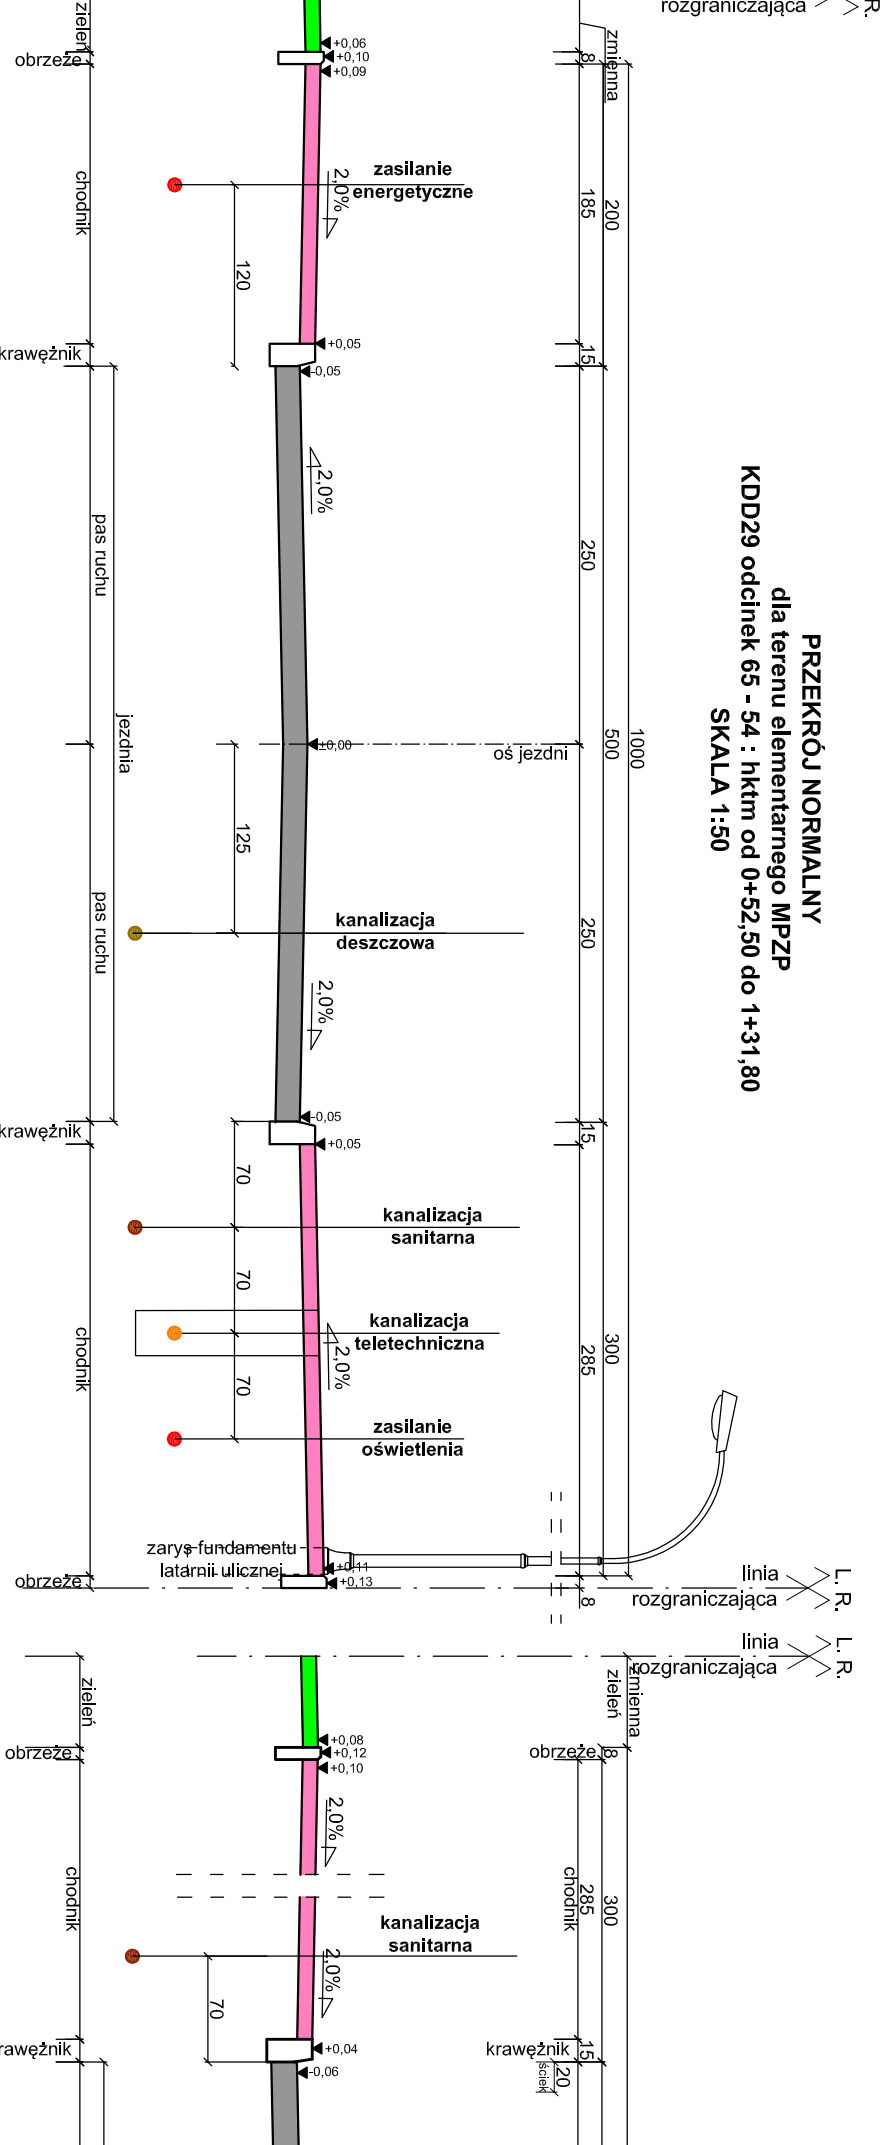 rozgraniczająca
L. R.
PRZEKRÓJ NORMALNY
dla terenu elementarnego MPZP
KDD29 odcinek 65 - 54 : hktm od 0+52,50 do 1+31,80
SKALA 1:50
zieleń
obrzeże
+0,06
+0,10
+0,09
8
zmienna
chodnik
zasilanie
energetyczne
2,0%
185
200
120
krawężnik
+0,05
-0,05
15
2,0%
250
pas ruchu
jezdnia
±0,00
oś jezdni
500
1000
125
pas ruchu
kanalizacja
deszczowa
250
2,0%
krawężnik
-0,05
+0,05
15
70
kanalizacja
sanitarna
70
chodnik
kanalizacja
teletechniczna
2,0%
285
300
70
zasilanie
oświetlenia
zarys fundamentu
latarnii ulicznej
+0,11
+0,13
obrzeże
8
linia
rozgraniczająca
L. R.
linia
rozgraniczająca
L. R.
zieleń
zieleń
zmienna
obrzeże
+0,08
+0,12
+0,10
obrzeże
8
2,0%
chodnik
chodnik
285
300
kanalizacja
sanitarna
2,0%
70
rawężnik
+0,04
-0,06
krawężnik
15
20
ściek